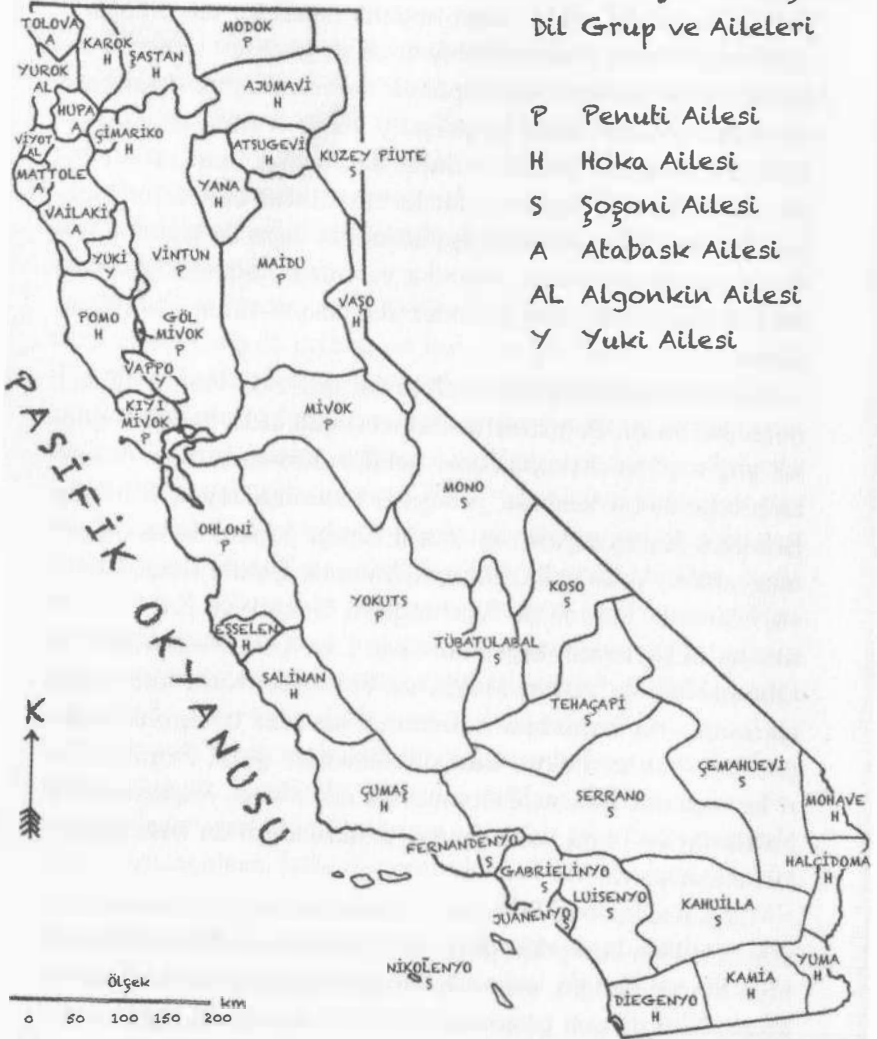 Dil Grup ve Aileleri
P Penuti Ailesi
H Hoka Ailesi
S Şoşoni Ailesi
A Atabask Ailesi
AL Algonkin Ailesi
Y Yuki Ailesi
TOLOVA
A
KAROK
H
ŞASTAN
H
MODOK
P
YUROK
AL
AJUMAVİ
H
HUPA
A
ÇİMARİKO
H
VİYOT
AL
ATSUGEVİ
H
KUZEY PİUTE
S
MATTOLE
A
YANA
H
VAİLAKİ
A
YUKİ
Y
VİNTUN
P
MAİDU
P
VAŞO
H
POMO
H
GÖL
MİVOK
P
VAPPO
Y
KIYI
MİVOK
P
MİVOK
P
MONO
S
PASİFİK OKYANUSU
OHLONİ
P
YOKUTS
P
KOSO
S
ESSELEN
H
TÜBATULABAL
S
SALİNAN
H
TEHAÇAPİ
S
K
ŞEMAHUEVİ
S
ÇUMAŞ
H
SERRANO
S
MOHAVE
H
FERNANDENYO
S
GABRİELİNYO
S
HALÇİDOMA
H
LUİSENYO
S
KAHUİLLA
S
JUANENYO
S
NİKOLENYO
S
YUMA
H
KAMİA
H
DİEGENYO
H
Ölçek
km
0 50 100 150 200